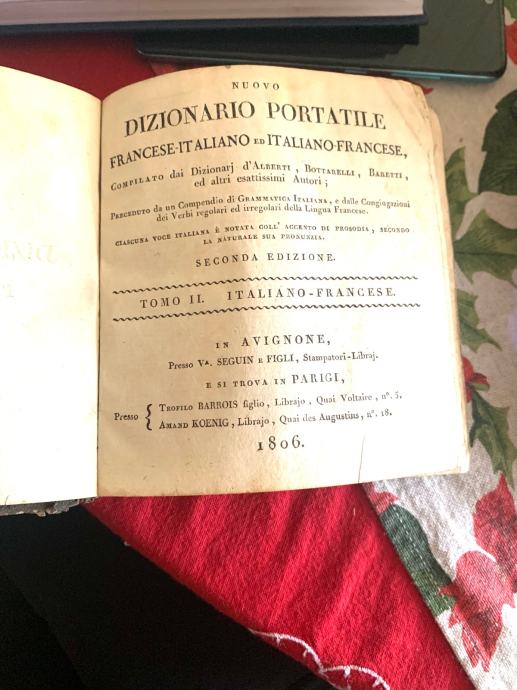 NUOVO
DIZIONARIO PORTATILE
FRANCESE-ITALIANO ED ITALIANO-FRANCESE,
COMPILATO dai Dizionarj d'ALBERTI, BOTTARELLI, BARETTI,
ed altri esattissimi Autori;
PRECEDUTO da un Compendio di GRAMMATICA ITALIANA, e dalle Congiugazioni
dei Verbi regolari ed irregolari della Lingua Francese.
CIASCUNA VOCE ITALIANA È NOTATA COLL' ACCENTO DI PROSODIA, SECONDO
LA NATURALE SUA PRONUNZIA.
SECONDA EDIZIONE.
TOMO II. ITALIANO-FRANCESE.
IN AVIGNONE,
Presso Va. SEGUIN E FIGLI, Stampatori-Libraj.
E SI TROVA IN PARIGI,
Presso { TROFILO BARROIS figlio, Librajo, Quai Voltaire, nº. 5.
AMAND KOENIG, Librajo, Quai des Augustins, nº. 18.
1806.